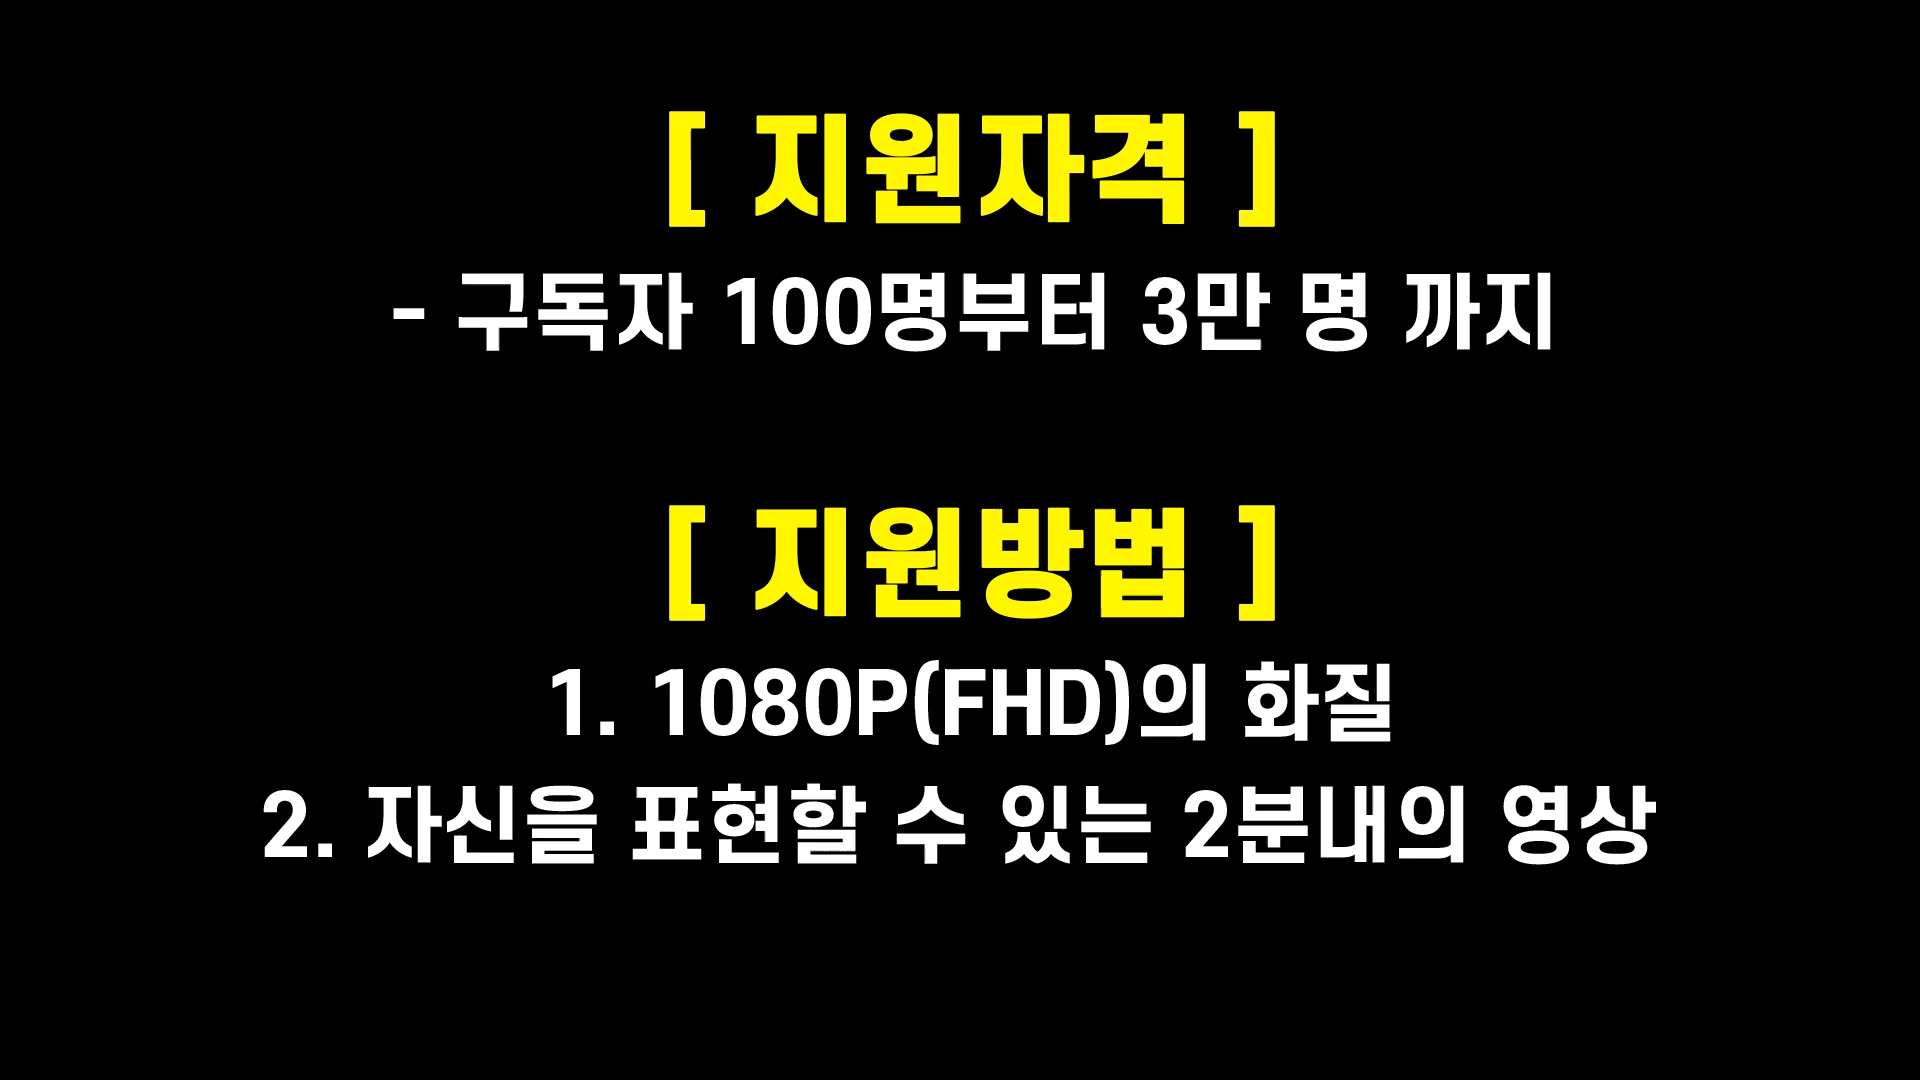 [ 지원자격 ]
- 구독자 100명부터 3만 명 까지
[ 지원방법 ]
1. 1080P(FHD)의 화질
2. 자신을 표현할 수 있는 2분내의 영상